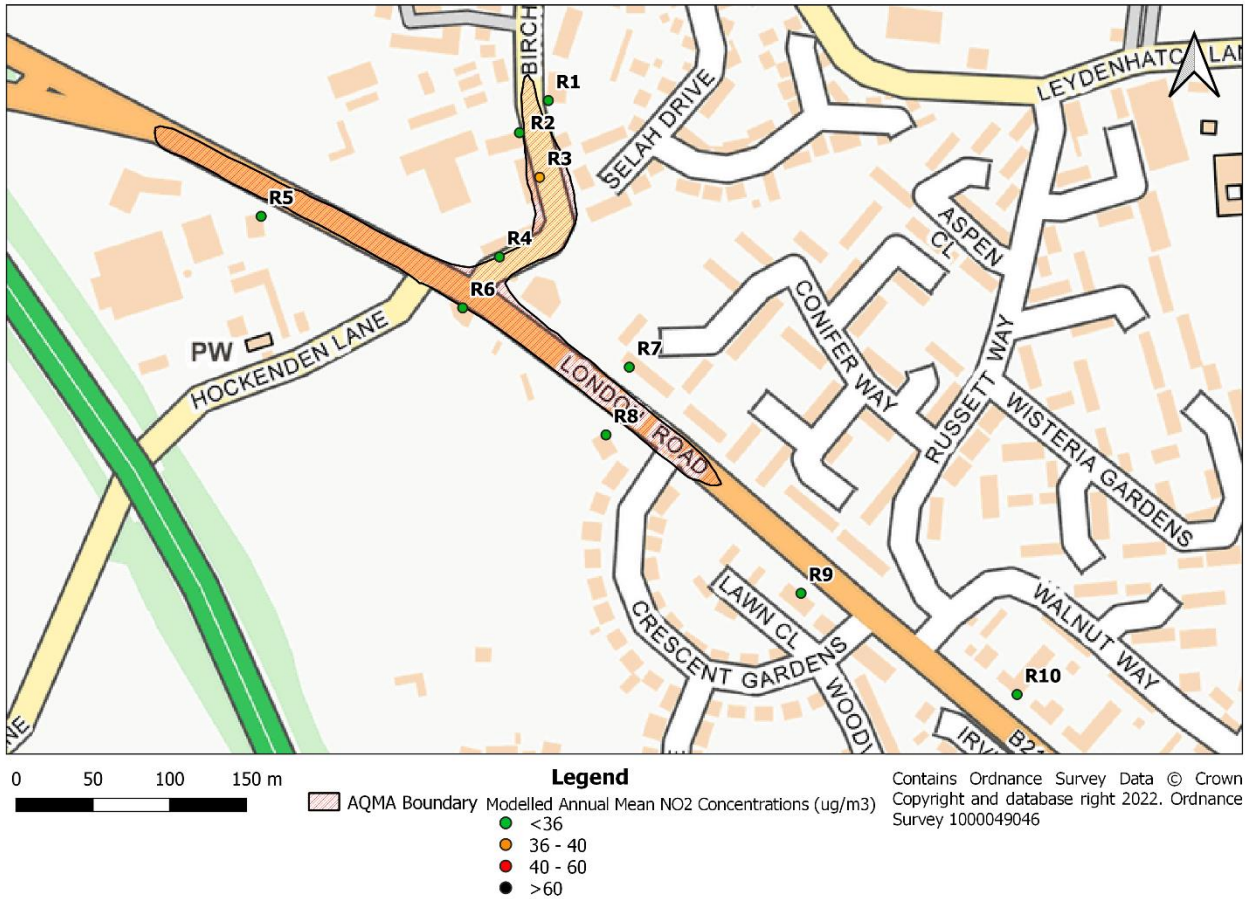 BIRCH
R1
LEYDENHATCH LAN
R2
SELAH DRIVE
R3
R5
ASPEN
CL
R4
R6
CONIFER WAY
PW
HOCKENDEN LANE
R7
RUSSETT WAY
WISTERIA GARDENS
LONDON ROAD
R8
R9
LAWN CL
WALNUT WAY
CRESCENT GARDENS
R10
WOODV
IRV
B21
NE
0 50 100 150 m
Legend
AQMA Boundary
Modelled Annual Mean NO2 Concentrations (ug/m3)
<36
36 - 40
40 - 60
>60
Contains Ordnance Survey Data © Crown
Copyright and database right 2022. Ordnance
Survey 1000049046